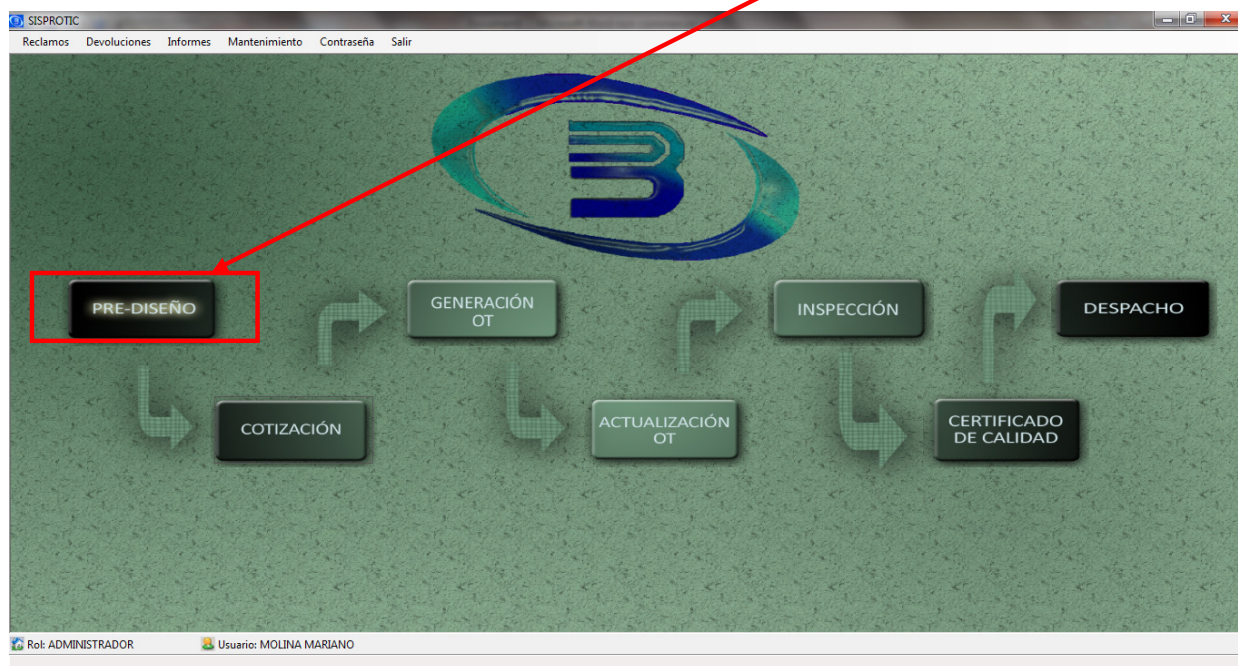 SISPROTIC
Reclamos Devoluciones Informes Mantenimiento Contraseña Salir
PRE-DISEÑO
GENERACIÓN
OT
INSPECCIÓN
DESPACHO
COTIZACIÓN
ACTUALIZACIÓN
OT
CERTIFICADO
DE CALIDAD
Rol: ADMINISTRADOR Usuario: MOLINA MARIANO